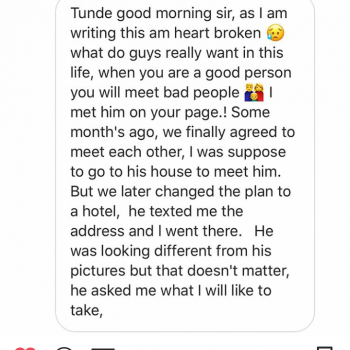 Tunde good morning sir, as I am
writing this am heart broken 😥
what do guys really want in this
life, when you are a good person
you will meet bad people 🤷‍♀️ I
met him on your page.! Some
month's ago, we finally agreed to
meet each other, I was suppose
to go to his house to meet him.
But we later changed the plan to
a hotel,  he texted me the
address and I went there.   He
was looking different from his
pictures but that doesn't matter,
he asked me what I will like to
take,